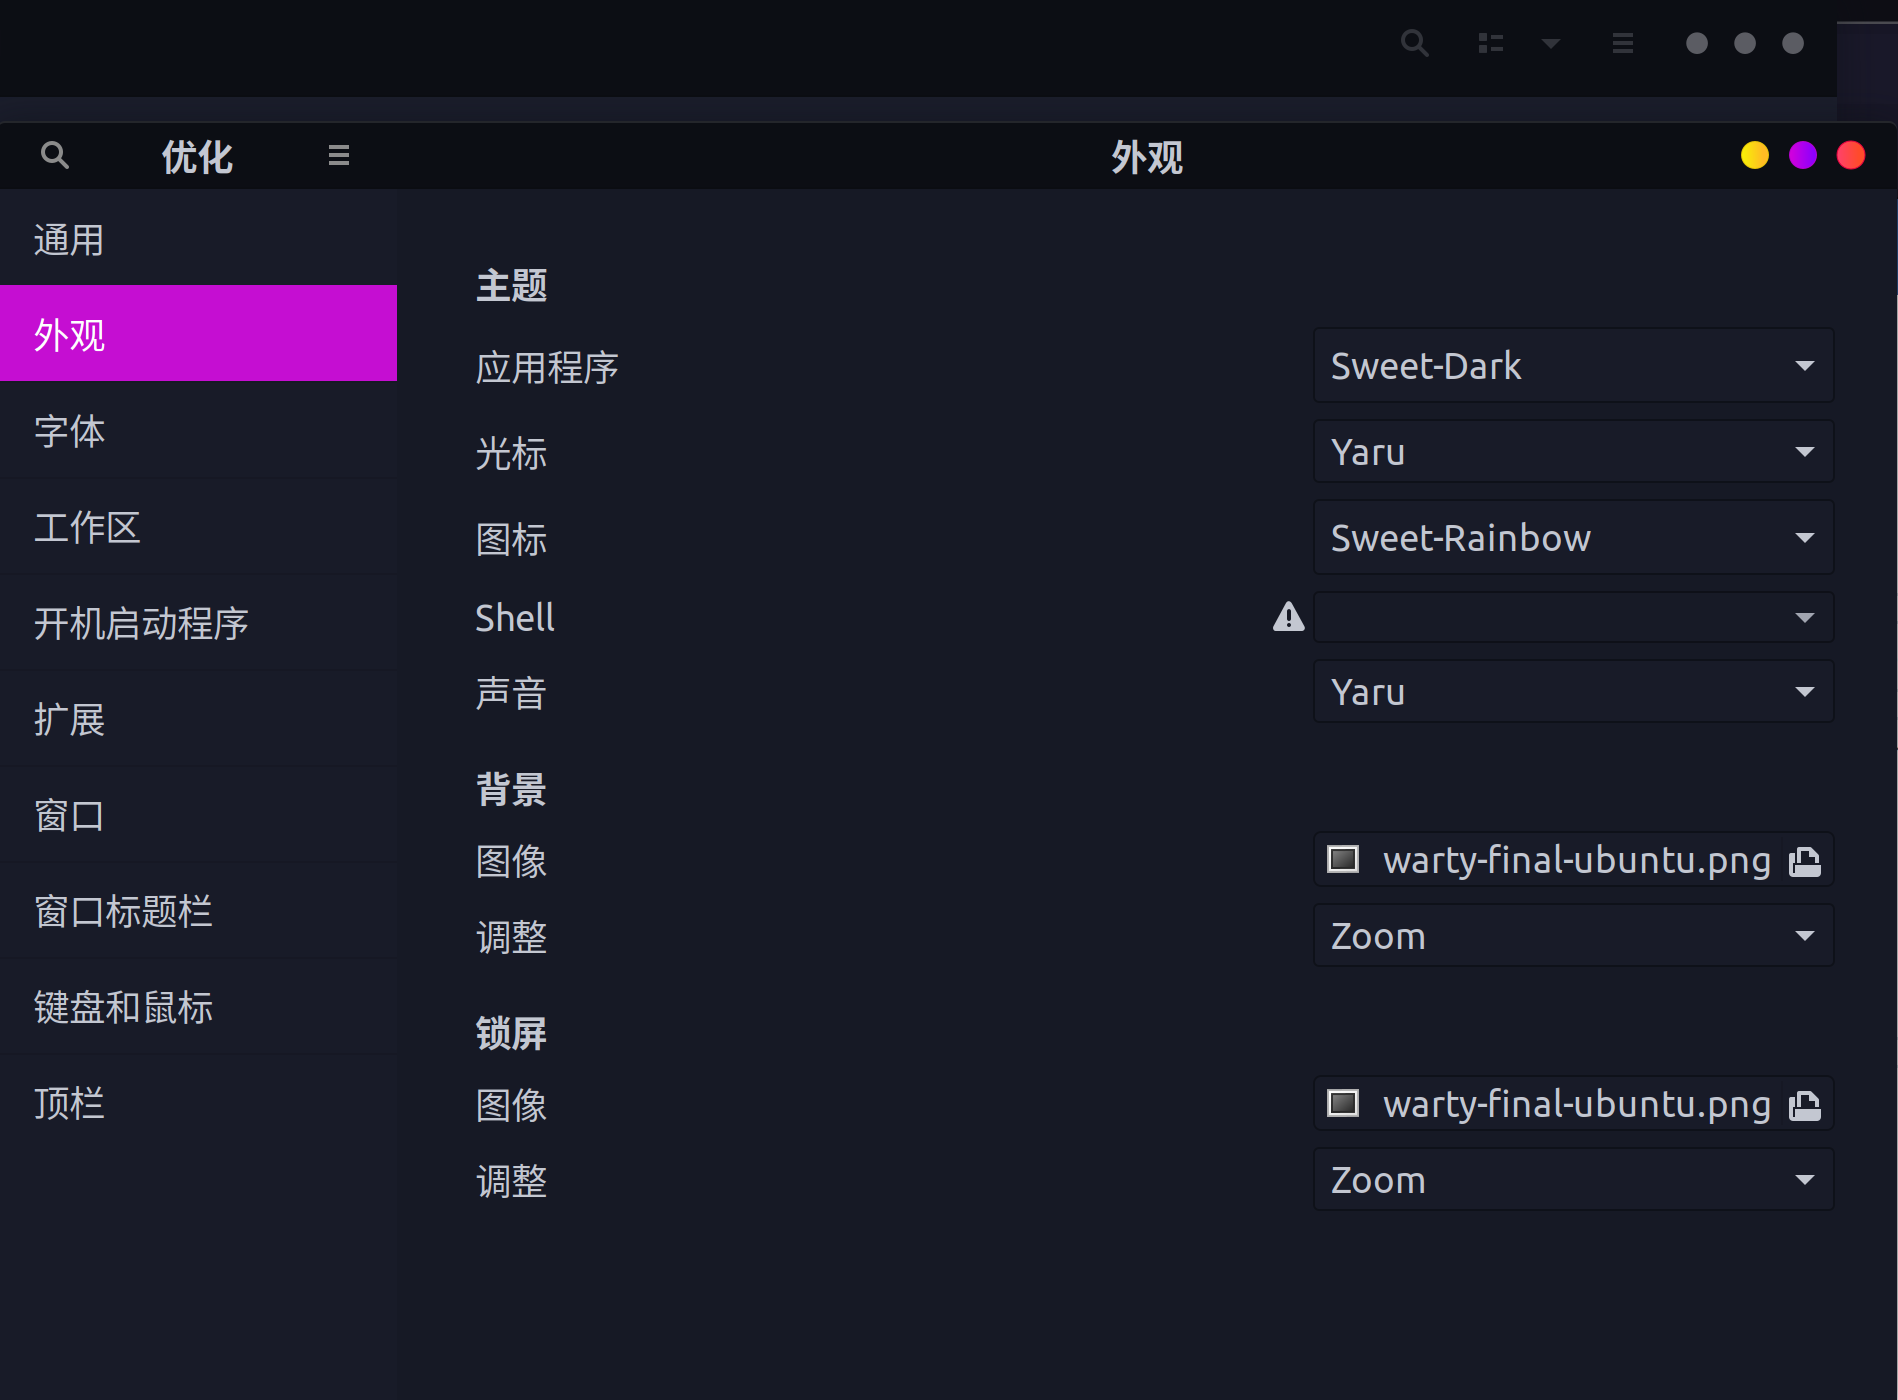 优化
外观
通用
外观
字体
工作区
开机启动程序
扩展
窗口
窗口标题栏
键盘和鼠标
顶栏
主题
应用程序 Sweet-Dark
光标 Yaru
图标 Sweet-Rainbow
Shell
声音 Yaru
背景
图像 warty-final-ubuntu.png
调整 Zoom
锁屏
图像 warty-final-ubuntu.png
调整 Zoom